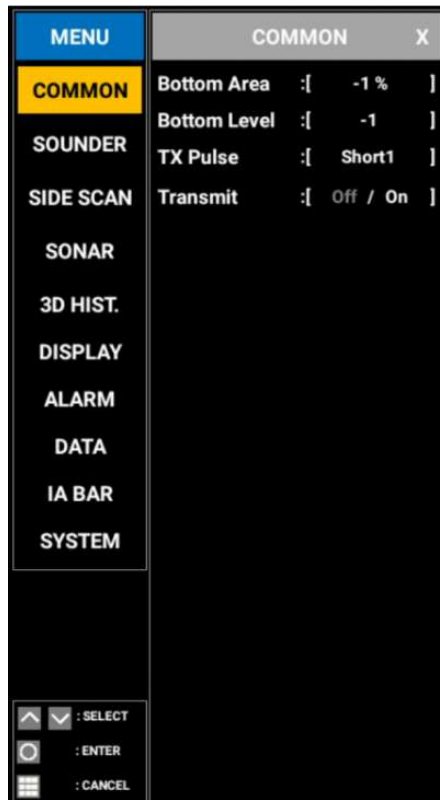 MENU
COMMON
SOUNDER
SIDE SCAN
SONAR
3D HIST.
DISPLAY
ALARM
DATA
IA BAR
SYSTEM
: SELECT
: ENTER
: CANCEL
COMMON X
Bottom Area :[ -1 % ]
Bottom Level :[ -1 ]
TX Pulse :[ Short1 ]
Transmit :[ Off / On ]